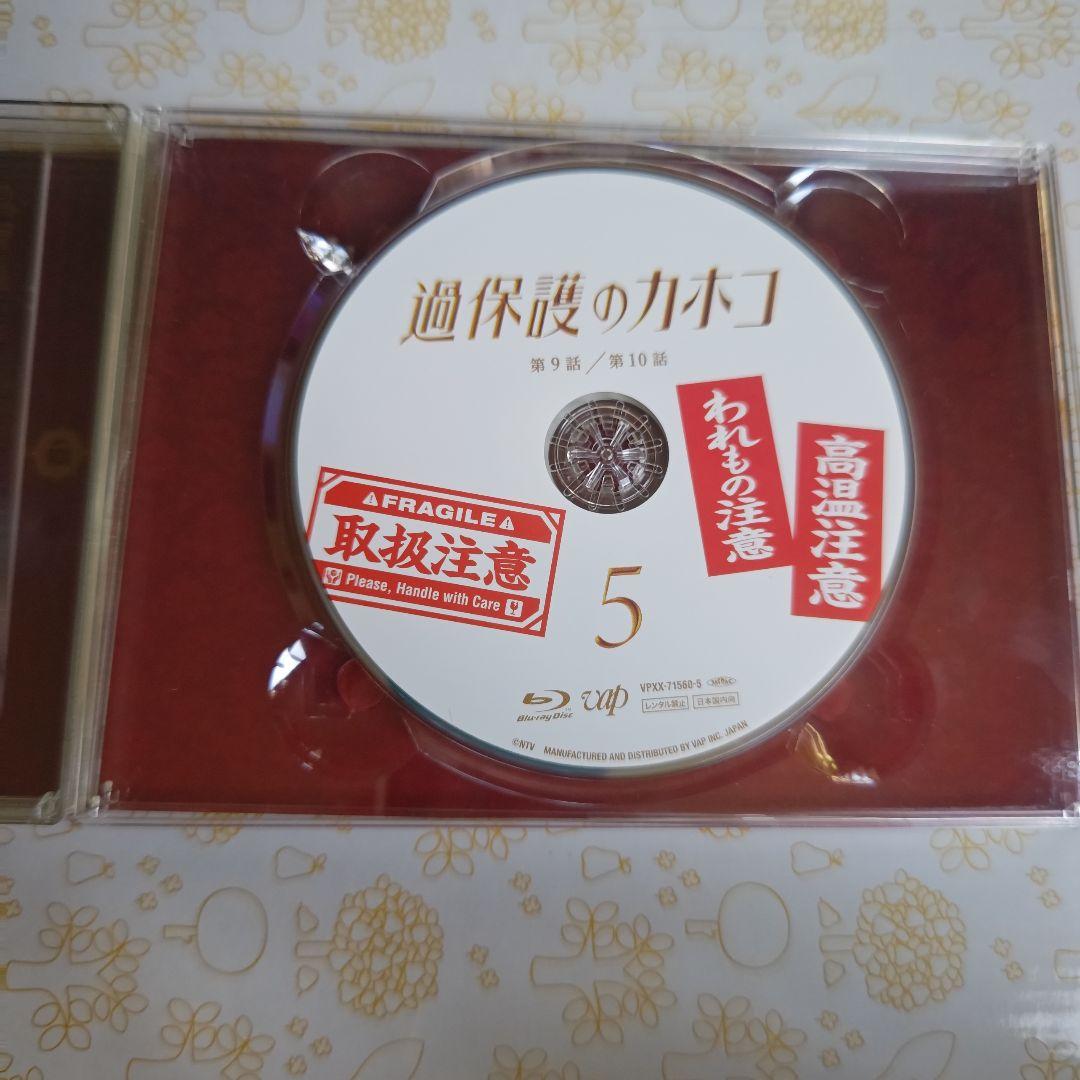 過保護のカホコ
第9話／第10話
われもの注意
高温注意
FRAGILE
取扱注意
Please, Handle with Care
5
Blu-ray Disc
vap
VPXX-71560-5
レンタル禁止
日本国内向
©NTV MANUFACTURED AND DISTRIBUTED BY VAP INC. JAPAN